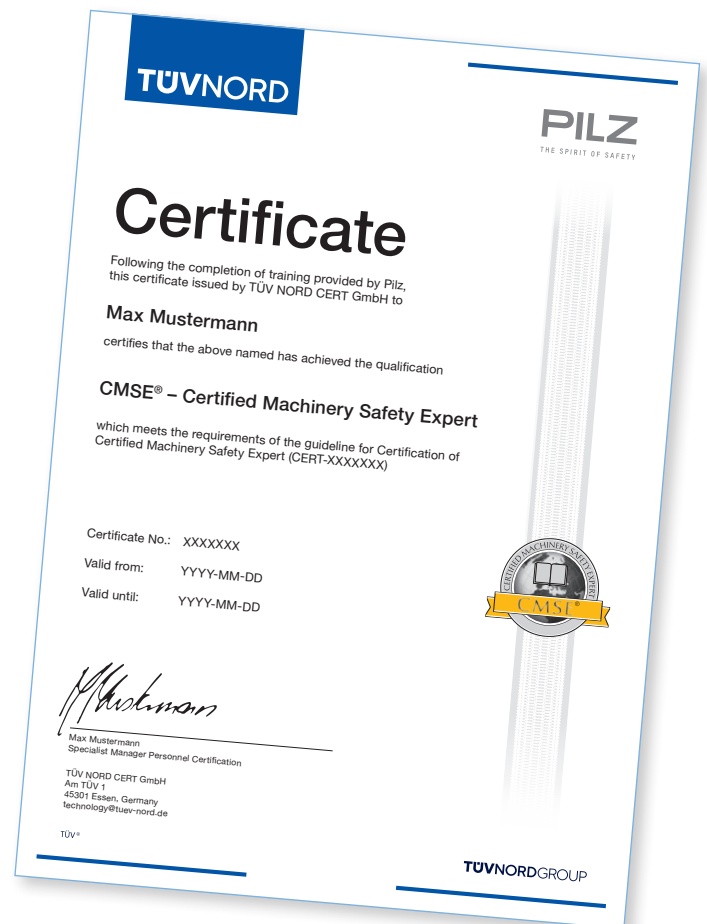 TÜVNORD
PILZ
THE SPIRIT OF SAFETY
Certificate
Following the completion of training provided by Pilz,
this certificate issued by TÜV NORD CERT GmbH to
Max Mustermann
certifies that the above named has achieved the qualification
CMSE® – Certified Machinery Safety Expert
which meets the requirements of the guideline for Certification of
Certified Machinery Safety Expert (CERT-XXXXXXX)
Certificate No.: XXXXXXX
Valid from: YYYY-MM-DD
Valid until: YYYY-MM-DD
CERTIFIED MACHINERY SAFETY EXPERT
CMSE®
M Mustermann
Max Mustermann
Specialist Manager Personnel Certification
TÜV NORD CERT GmbH
Am TÜV 1
45301 Essen, Germany
technology@tuev-nord.de
TÜV®
TÜVNORDGROUP